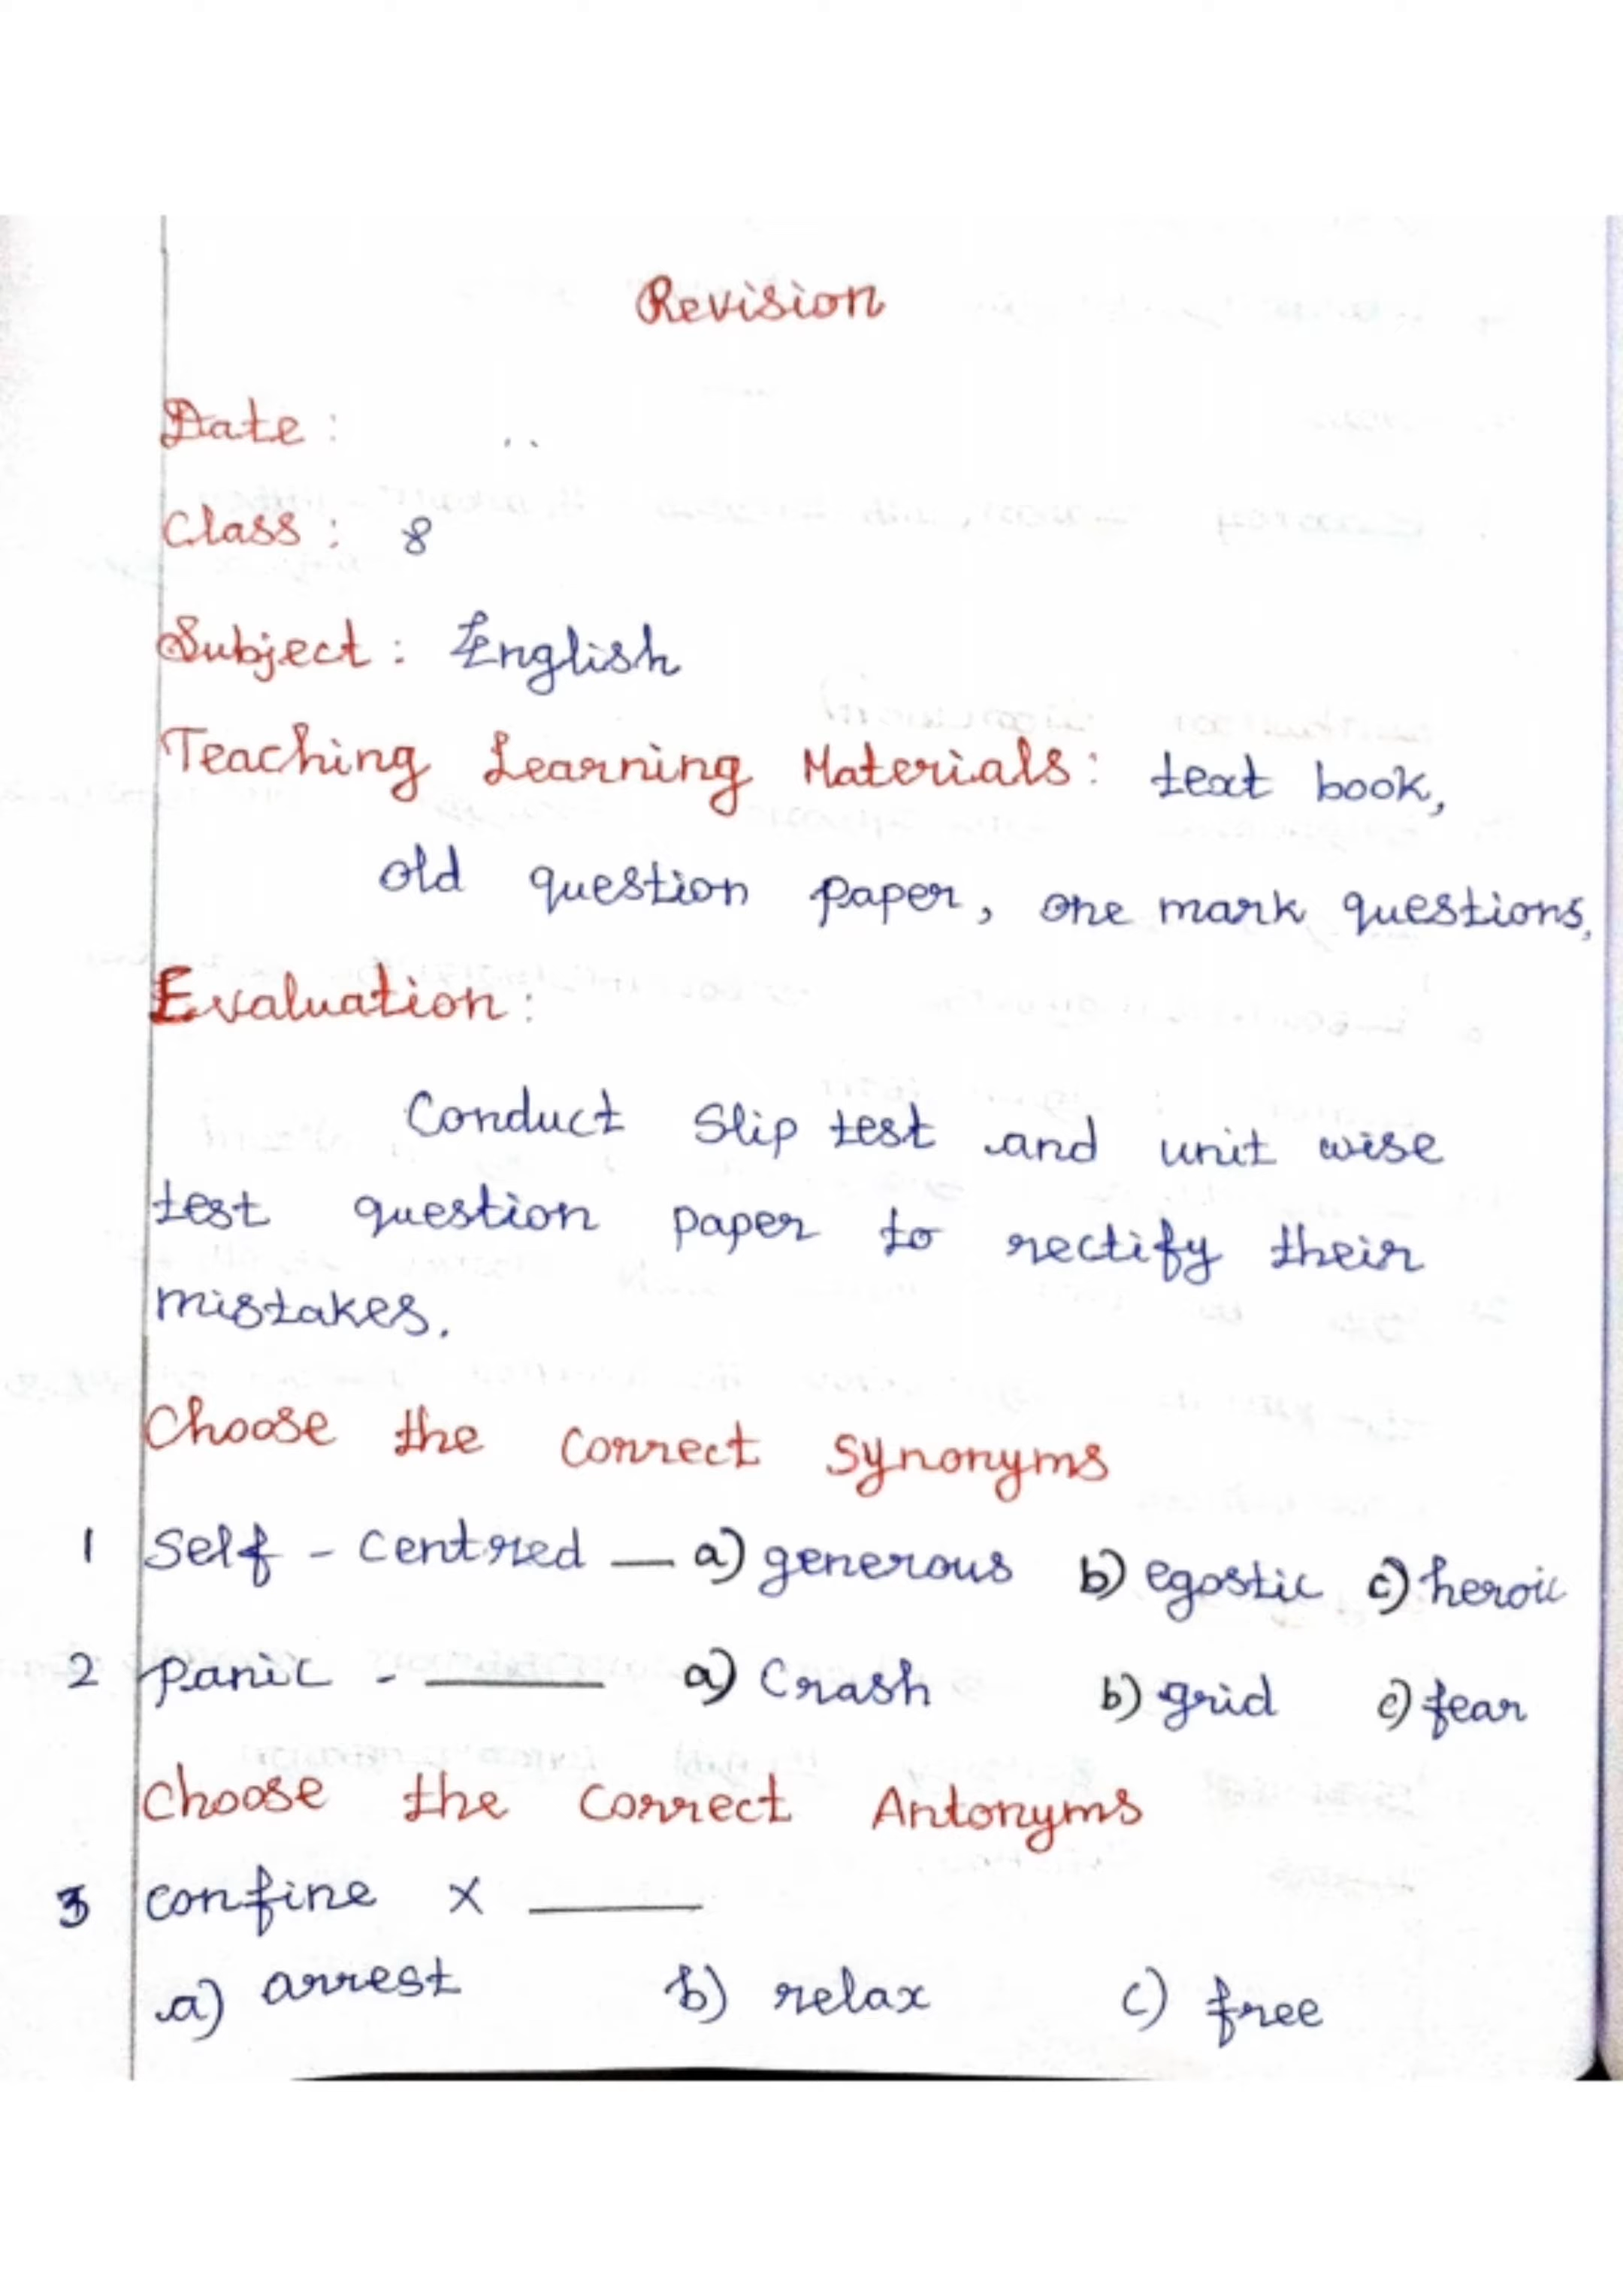 Revision
Date :
Class : 8
Subject : English
Teaching Learning Materials : text book,
old question paper, one mark questions,
Evaluation :
Conduct Slip test and unit wise
test question paper to rectify their
mistakes.
Choose the correct Synonyms
1 Self - Centred — a) generous b) egostic c) heroic
2 Panic - ____ a) Crash b) grid c) fear
Choose the correct Antonyms
3 confine x ____
a) arrest b) relax c) free